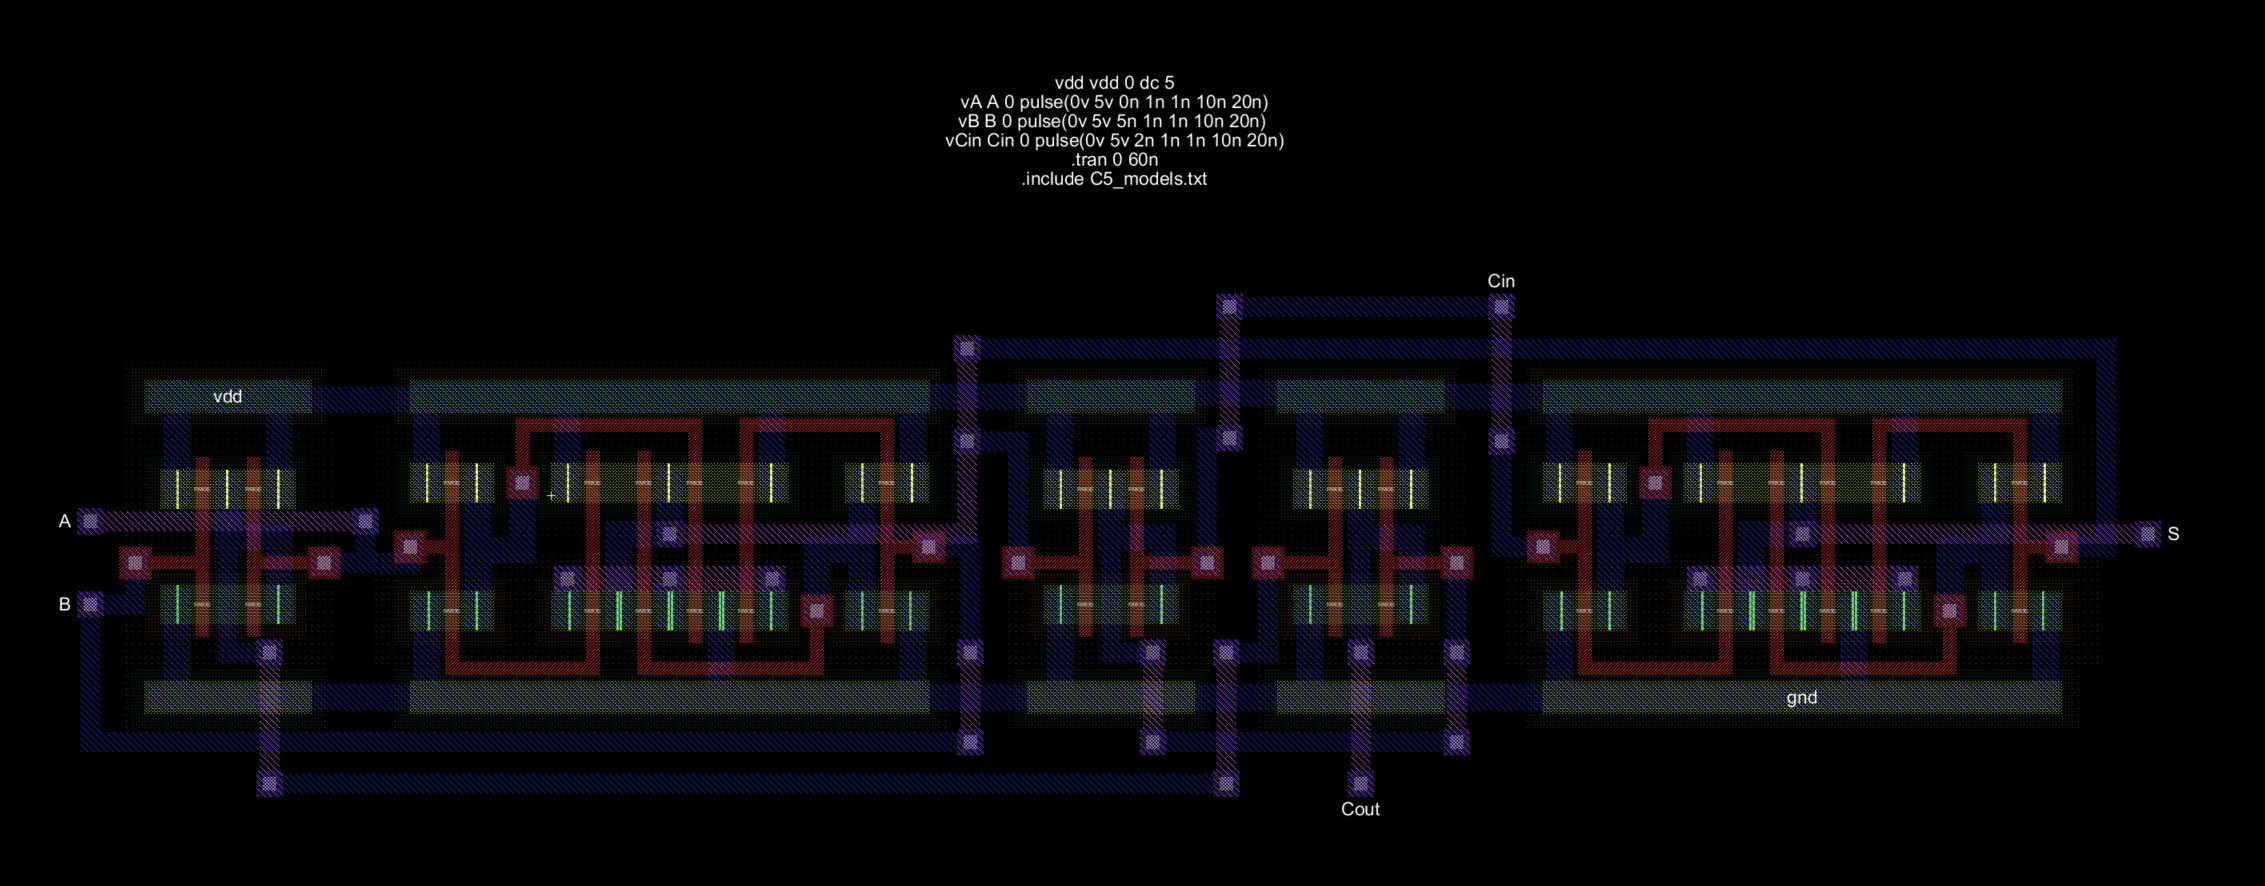 vdd vdd 0 dc 5
vA A 0 pulse(0v 5v 0n 1n 1n 10n 20n)
vB B 0 pulse(0v 5v 5n 1n 1n 10n 20n)
vCin Cin 0 pulse(0v 5v 2n 1n 1n 10n 20n)
.tran 0 60n
.include C5_models.txt
Cin
vdd
A
S
B
gnd
Cout